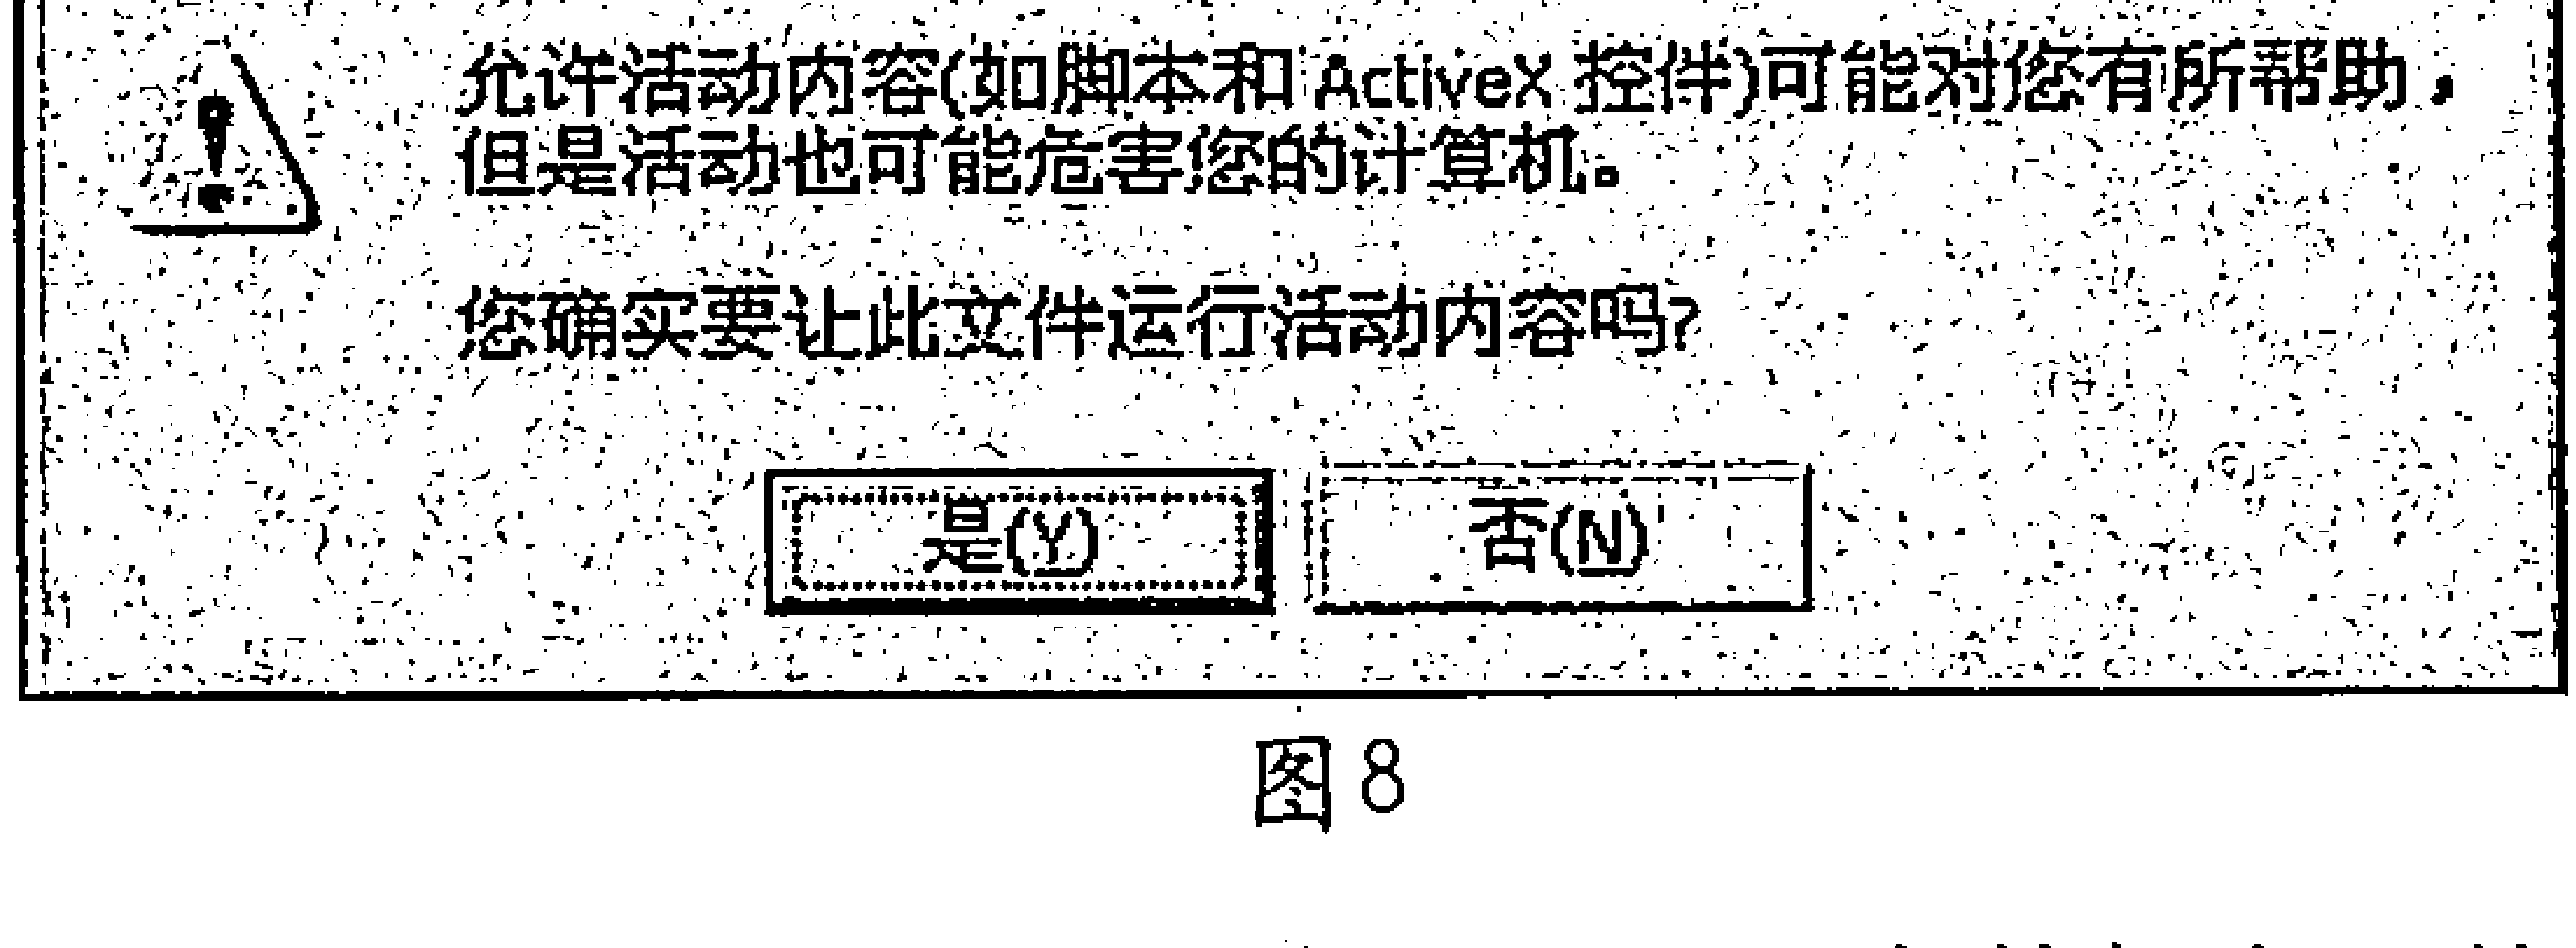 允许活动内容(如脚本和 ActiveX 控件)可能对您有所帮助，
但是活动也可能危害您的计算机。
您确实要让此文件运行活动内容吗?
是(Y)
否(N)
图8